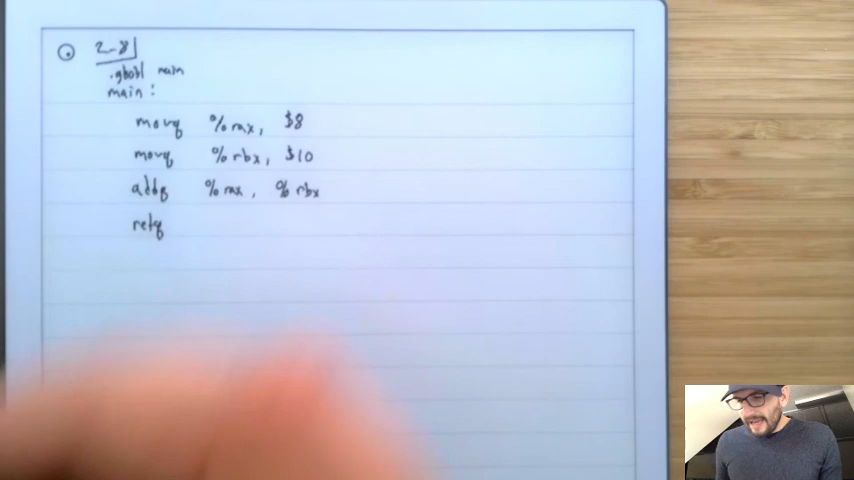 2-8
.globl main
main:
movq %rax, $8
movq %rbx, $10
addq %rax, %rbx
retq